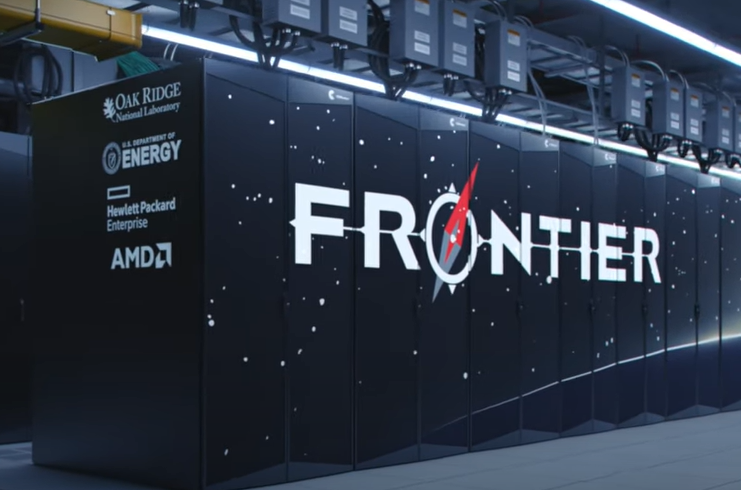 OAK RIDGE
National Laboratory
U.S. DEPARTMENT OF
ENERGY
Hewlett Packard
Enterprise
AMD
FRONTIER